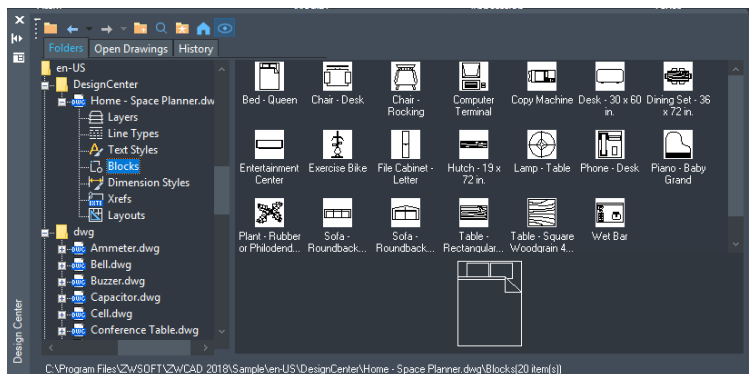 Folders Open Drawings History
en-US
DesignCenter
Home - Space Planner.dw
Layers
Line Types
Text Styles
Blocks
Dimension Styles
Xrefs
Layouts
dwg
Ammeter.dwg
Bell.dwg
Buzzer.dwg
Capacitor.dwg
Cell.dwg
Conference Table.dwg
Bed - Queen
Chair - Desk
Chair -
Rocking
Computer
Terminal
Copy Machine
Desk - 30 x 60
in.
Dining Set - 36
x 72 in.
Entertainment
Center
Exercise Bike
File Cabinet -
Letter
Hutch - 19 x
72 in.
Lamp - Table
Phone - Desk
Piano - Baby
Grand
Plant - Rubber
or Philodend...
Sofa -
Roundback...
Sofa -
Roundback...
Table -
Rectangular...
Table - Square
Woodgrain 4...
Wet Bar
Design Center
C:\Program Files\ZWSOFT\ZWCAD 2018\Sample\en-US\DesignCenter\Home - Space Planner.dwg\Blocks(20 item(s))